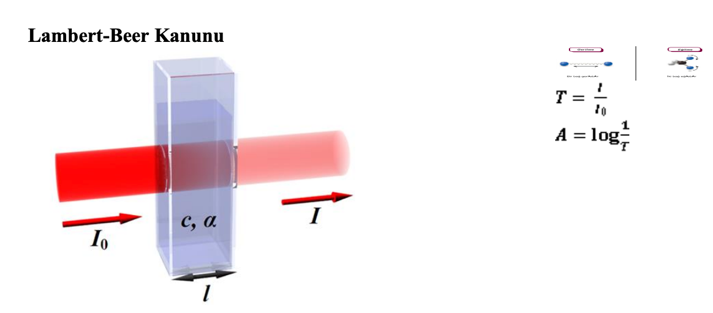 Lambert-Beer Kanunu
c, α
I₀
I
l
T = I/I₀
A = log 1/T